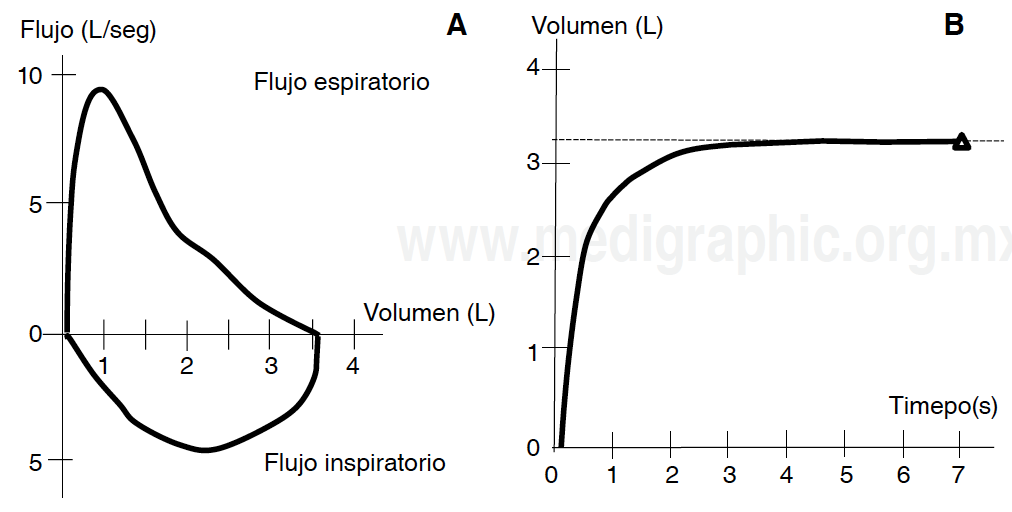 Flujo (L/seg)
A
10
Flujo espiratorio
5
Volumen (L)
0
1
2
3
4
5
Flujo inspiratorio
Volumen (L)
B
4
3
www.medigraphic.org.mx
2
1
Timepo(s)
0
0 1 2 3 4 5 6 7